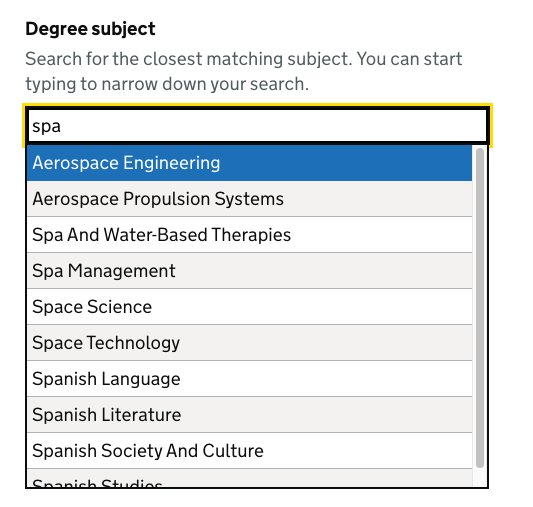 Degree subject
Search for the closest matching subject. You can start
typing to narrow down your search.
spa
Aerospace Engineering
Aerospace Propulsion Systems
Spa And Water-Based Therapies
Spa Management
Space Science
Space Technology
Spanish Language
Spanish Literature
Spanish Society And Culture
Spanish Studies